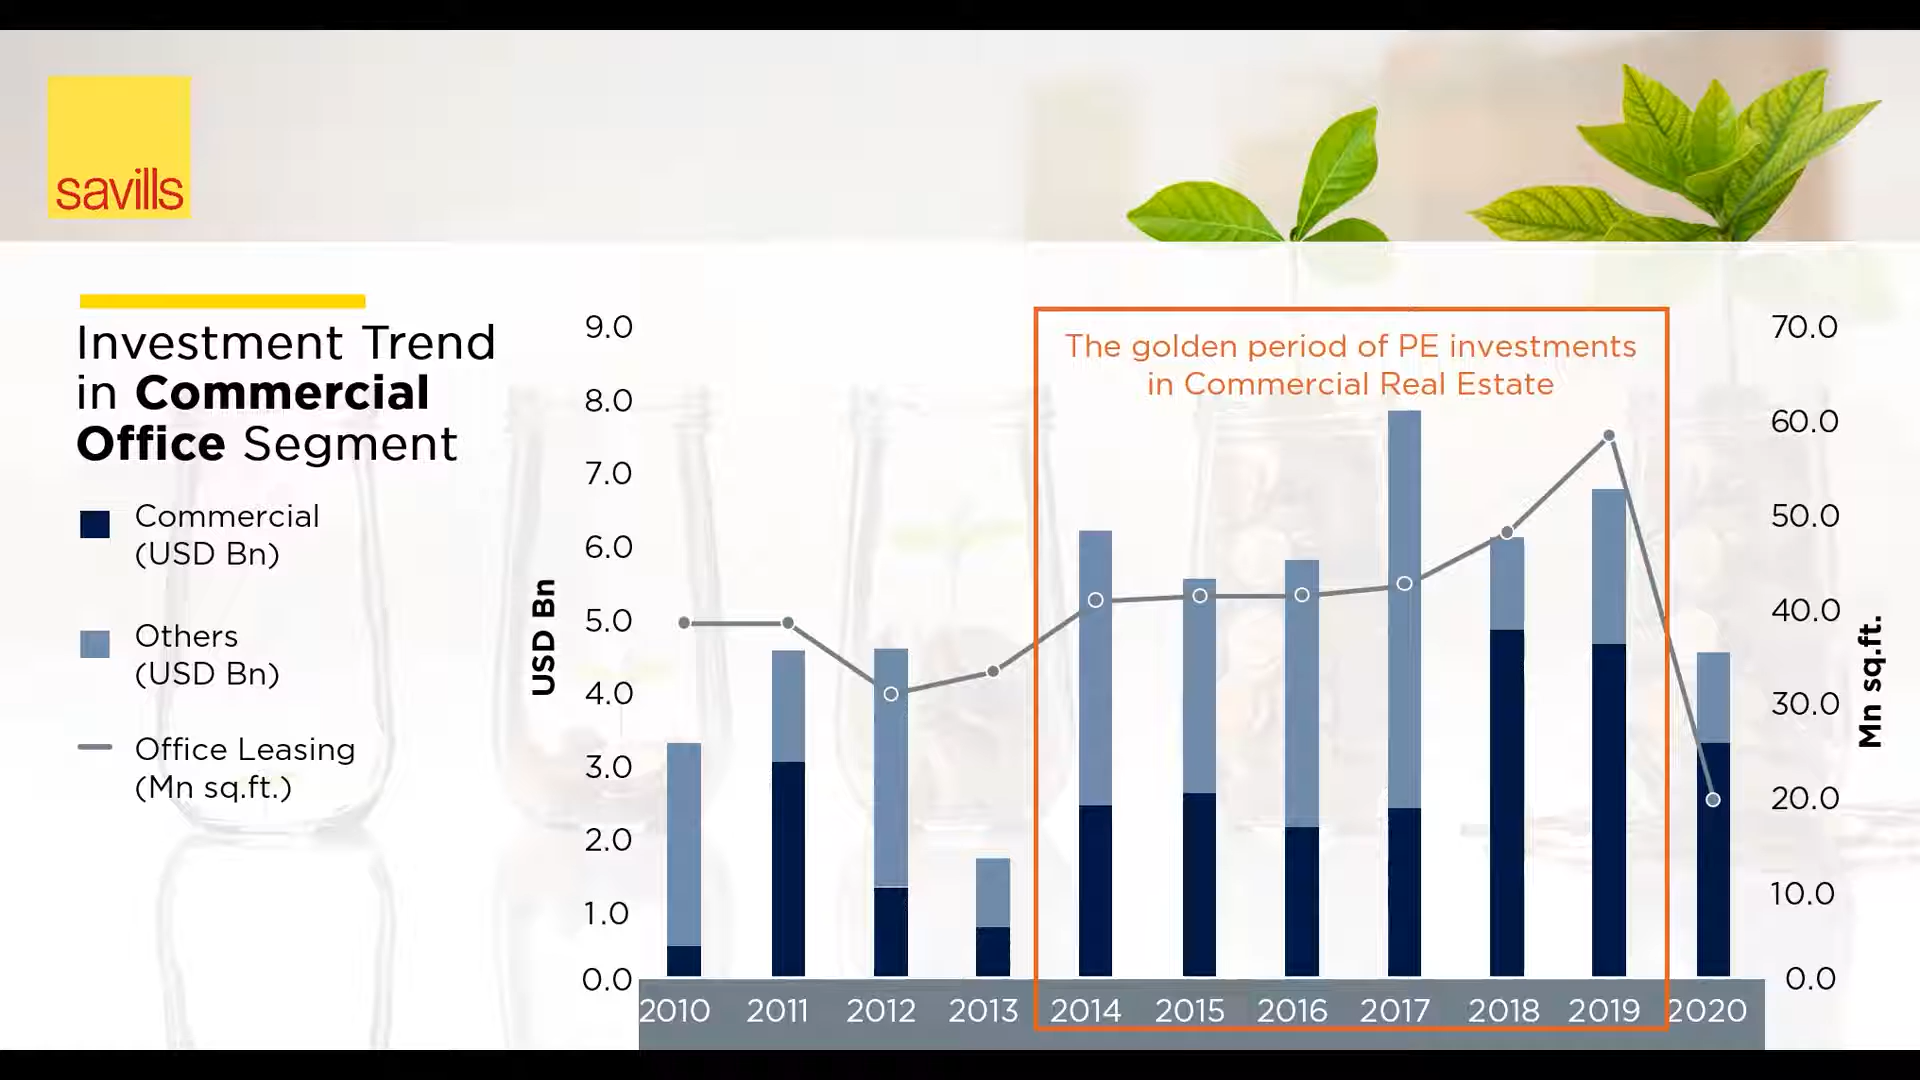 savills
Investment Trend
in Commercial
Office Segment
Commercial
(USD Bn)
Others
(USD Bn)
Office Leasing
(Mn sq.ft.)
USD Bn
9.0
8.0
7.0
6.0
5.0
4.0
3.0
2.0
1.0
0.0
The golden period of PE investments
in Commercial Real Estate
70.0
60.0
50.0
40.0
30.0
20.0
10.0
0.0
Mn sq.ft.
2010 2011 2012 2013 2014 2015 2016 2017 2018 2019 2020